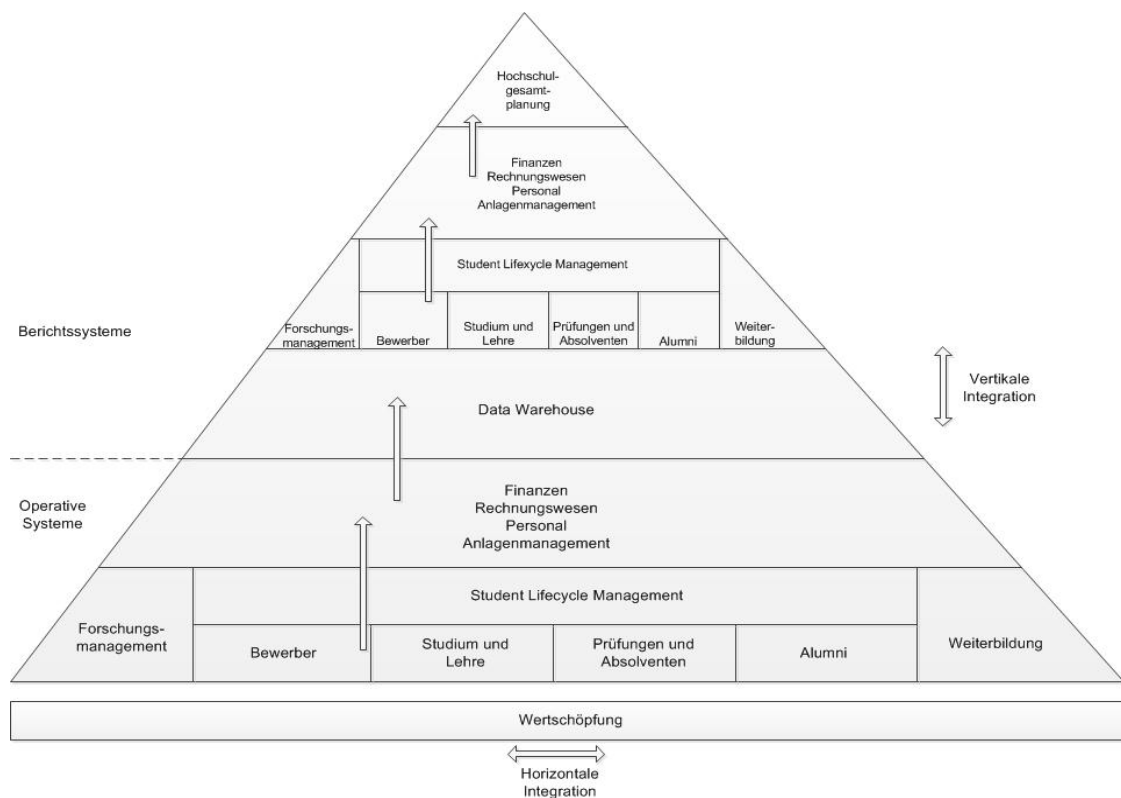 Hochschul-
gesamt-
planung
Finanzen
Rechnungswesen
Personal
Anlagenmanagement
Student Lifexycle Management
Forschungs-
management
Bewerber
Studium und
Lehre
Prüfungen und
Absolventen
Alumni
Weiter-
bildung
Berichtssysteme
Vertikale
Integration
Data Warehouse
Operative
Systeme
Finanzen
Rechnungswesen
Personal
Anlagenmanagement
Student Lifecycle Management
Forschungs-
management
Bewerber
Studium und
Lehre
Prüfungen und
Absolventen
Alumni
Weiterbildung
Wertschöpfung
Horizontale
Integration